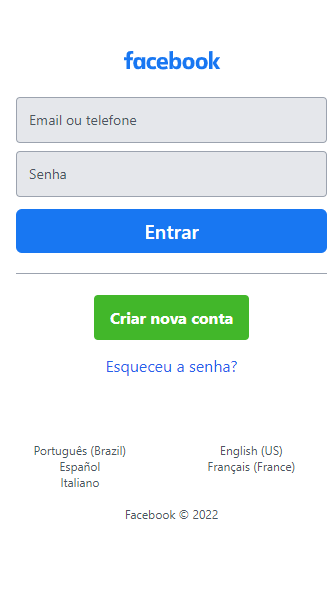 facebook
Email ou telefone
Senha
Entrar
Criar nova conta
Esqueceu a senha?
Português (Brazil)
English (US)
Español
Français (France)
Italiano
Facebook © 2022